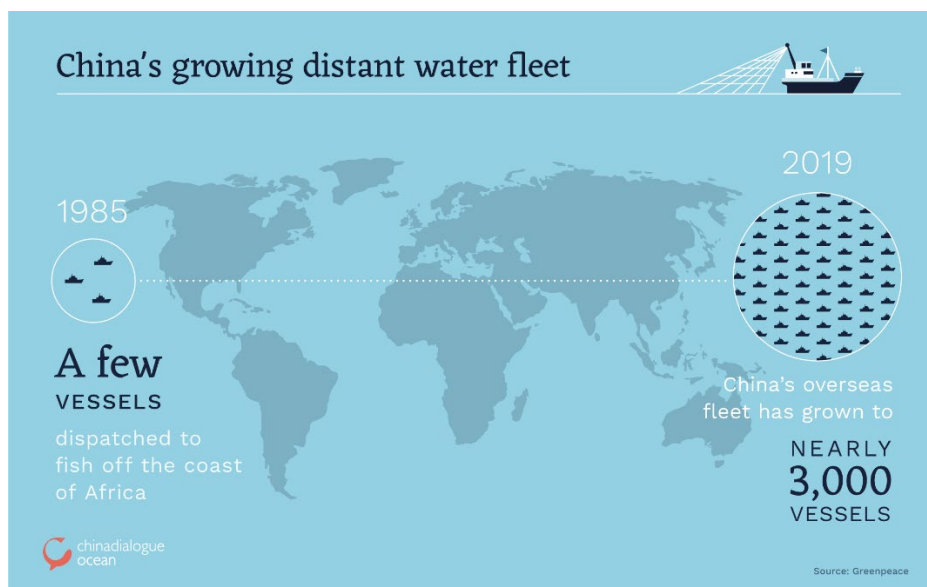 China's growing distant water fleet
1985
A few
VESSELS
dispatched to
fish off the coast
of Africa
2019
China's overseas
fleet has grown to
NEARLY
3,000
VESSELS
chinadialogue
ocean
Source: Greenpeace